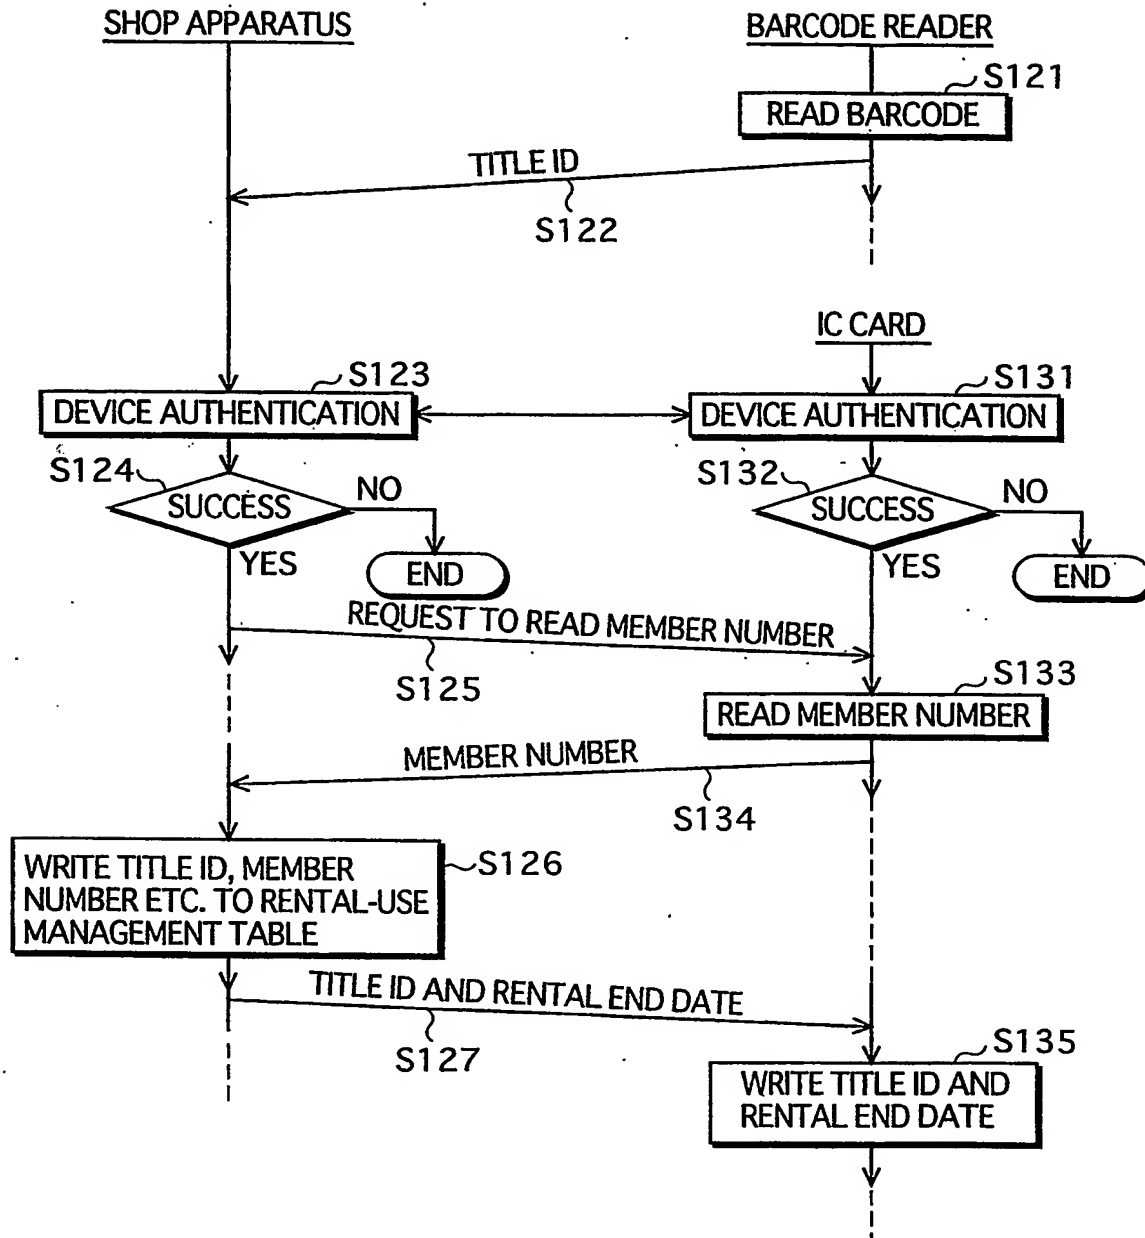 SHOP APPARATUS
BARCODE READER
S121
READ BARCODE
TITLE ID
S122
IC CARD
S123
S131
DEVICE AUTHENTICATION
DEVICE AUTHENTICATION
S124
SUCCESS
NO
S132
SUCCESS
NO
YES
END
YES
END
REQUEST TO READ MEMBER NUMBER
S125
S133
READ MEMBER NUMBER
MEMBER NUMBER
S134
WRITE TITLE ID, MEMBER
NUMBER ETC. TO RENTAL-USE
MANAGEMENT TABLE
S126
TITLE ID AND RENTAL END DATE
S127
S135
WRITE TITLE ID AND
RENTAL END DATE